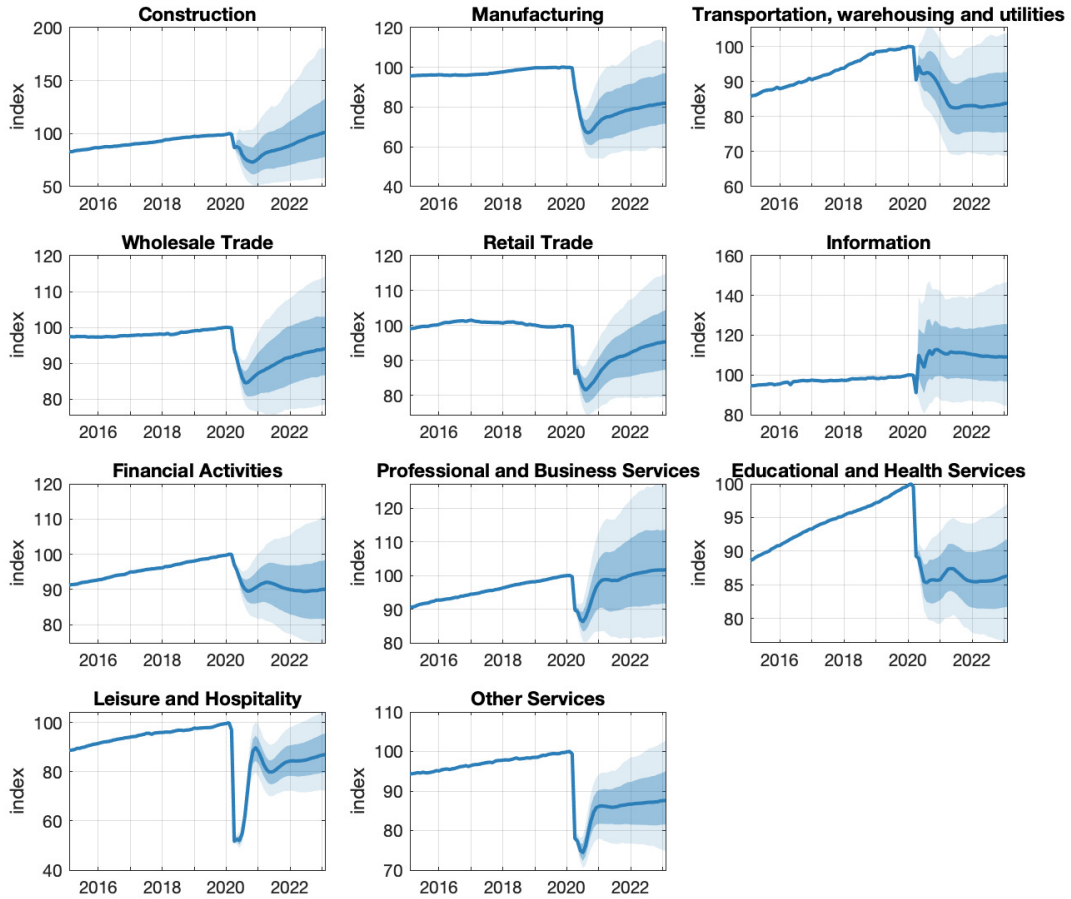 Construction
200
150
100
50
index
2016 2018 2020 2022
Manufacturing
120
100
80
60
40
index
2016 2018 2020 2022
Transportation, warehousing and utilities
100
90
80
70
60
index
2016 2018 2020 2022
Wholesale Trade
120
110
100
90
80
index
2016 2018 2020 2022
Retail Trade
120
110
100
90
80
index
2016 2018 2020 2022
Information
160
140
120
100
80
index
2016 2018 2020 2022
Financial Activities
120
110
100
90
80
index
2016 2018 2020 2022
Professional and Business Services
120
110
100
90
80
index
2016 2018 2020 2022
Educational and Health Services
100
95
90
85
80
index
2016 2018 2020 2022
Leisure and Hospitality
100
80
60
40
index
2016 2018 2020 2022
Other Services
110
100
90
80
70
index
2016 2018 2020 2022